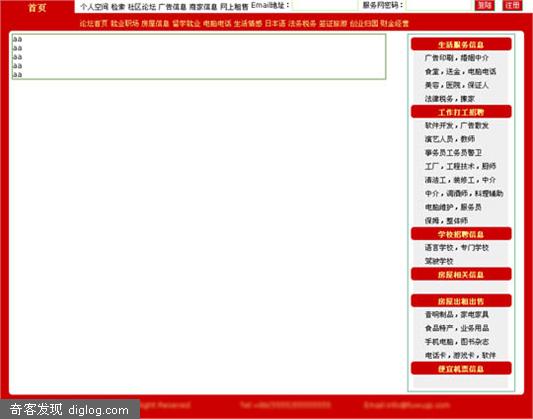 首页
个人空间 检索 社区论坛 广告信息 商家信息 网上租售 Email地址: 服务网密码: 登陆 注册
论坛首页 就业职场 房屋信息 留学就业 电脑电话 生活情感 日本语 法务税务 签证旅游 创业归国 财金经营
aa
aa
aa
aa
aa
生活服务信息
广告印刷，婚姻中介
食堂，送金，电脑电话
美容，医院，保证人
法律税务，搬家
工作打工招聘
软件开发，广告散发
演艺人员，教师
事务员工务员警卫
工厂，工程技术，厨师
清洁工，装修工，中介
中介，调酒师，料理辅助
电脑维护，服务员
保姆，整体师
学校招聘信息
语言学校，专门学校
驾驶学校
房屋相关信息
房屋出租出售
音响制品，家电家具
食品特产，业务用品
手机电脑，图书杂志
电话卡，游戏卡，软件
便宜机票信息
奇客发现 diglog.com